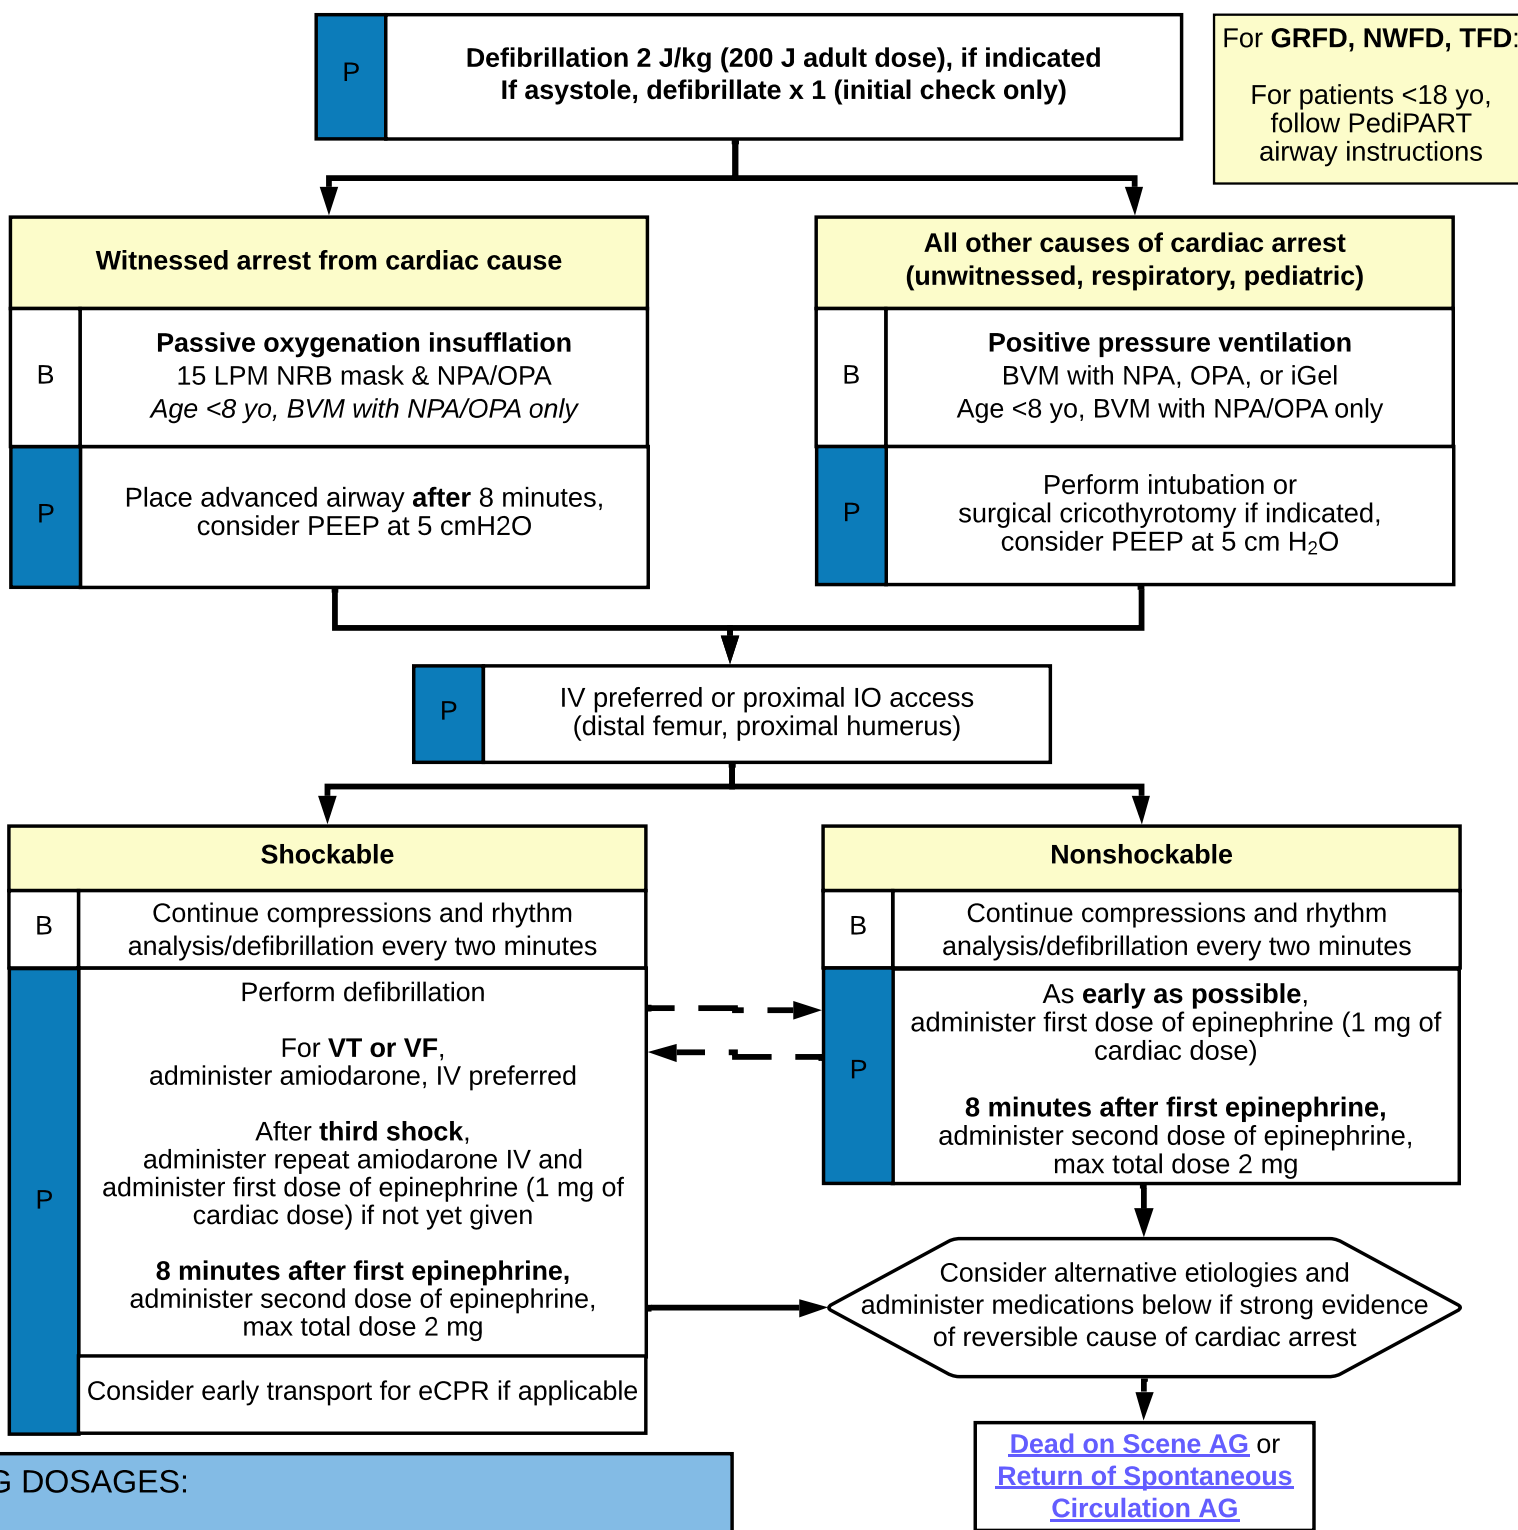 P
Defibrillation 2 J/kg (200 J adult dose), if indicated
If asystole, defibrillate x 1 (initial check only)
For GRFD, NWFD, TFD:
For patients <18 yo,
follow PediPART
airway instructions
Witnessed arrest from cardiac cause
B
Passive oxygenation insufflation
15 LPM NRB mask & NPA/OPA
Age <8 yo, BVM with NPA/OPA only
P
Place advanced airway after 8 minutes,
consider PEEP at 5 cmH2O
All other causes of cardiac arrest
(unwitnessed, respiratory, pediatric)
B
Positive pressure ventilation
BVM with NPA, OPA, or iGel
Age <8 yo, BVM with NPA/OPA only
P
Perform intubation or
surgical cricothyrotomy if indicated,
consider PEEP at 5 cm H₂O
P
IV preferred or proximal IO access
(distal femur, proximal humerus)
Shockable
B
Continue compressions and rhythm
analysis/defibrillation every two minutes
P
Perform defibrillation
For VT or VF,
administer amiodarone, IV preferred
After third shock,
administer repeat amiodarone IV and
administer first dose of epinephrine (1 mg of
cardiac dose) if not yet given
8 minutes after first epinephrine,
administer second dose of epinephrine,
max total dose 2 mg
Consider early transport for eCPR if applicable
Nonshockable
B
Continue compressions and rhythm
analysis/defibrillation every two minutes
P
As early as possible,
administer first dose of epinephrine (1 mg of
cardiac dose)
8 minutes after first epinephrine,
administer second dose of epinephrine,
max total dose 2 mg
Consider alternative etiologies and
administer medications below if strong evidence
of reversible cause of cardiac arrest
Dead on Scene AG or
Return of Spontaneous
Circulation AG
G DOSAGES: